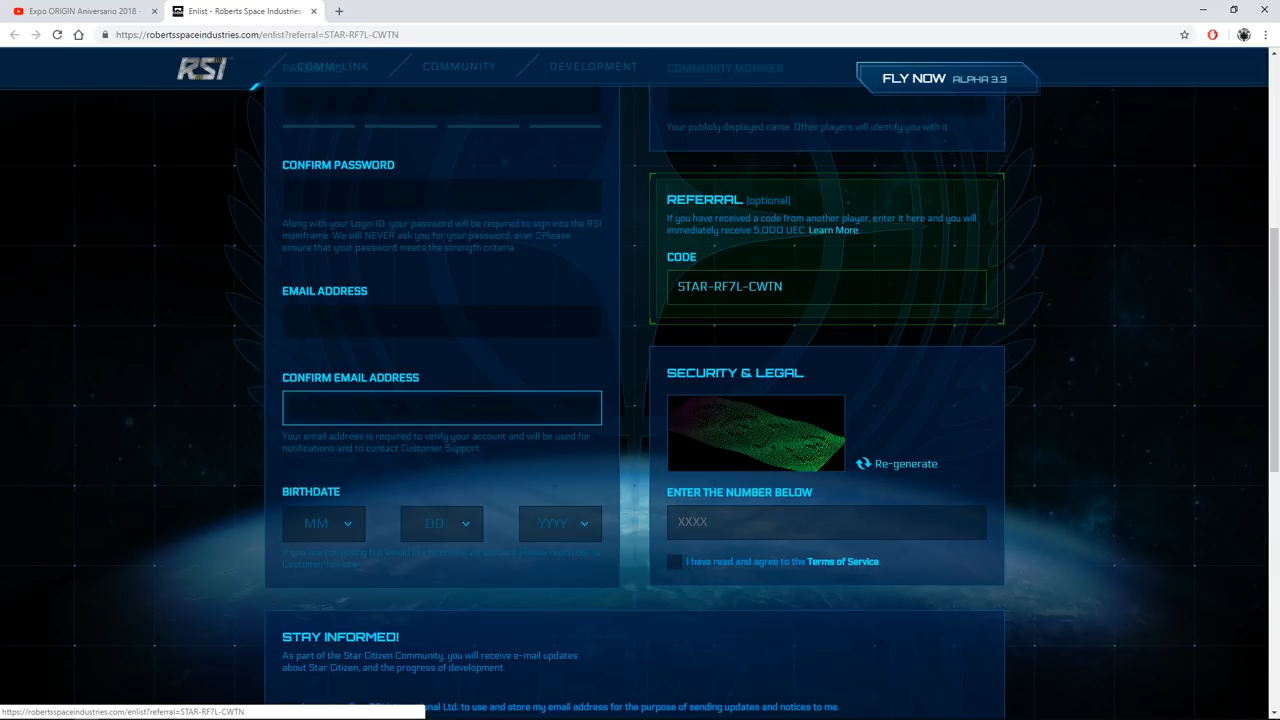 Expo ORIGIN Aniversario 2018 -
Enlist - Roberts Space Industries
https://robertsspaceindustries.com/enlist?referral=STAR-RF7L-CWTN
RSI
COMM-LINK
COMMUNITY
DEVELOPMENT
FLY NOW ALPHA 3.3
PASSWORD
COMMUNITY MONIKER
Your publicly displayed name. Other players will identify you with it.
CONFIRM PASSWORD
Along with your Login ID, your password will be required to sign into the RSI
mainframe. We will NEVER ask you for your password, ever. Please
ensure that your password meets the strength criteria.
EMAIL ADDRESS
CONFIRM EMAIL ADDRESS
Your email address is required to verify your account and will be used for
notifications and to contact Customer Support.
BIRTHDATE
MM
DD
YYYY
Customer Service.
REFERRAL (optional)
If you have received a code from another player, enter it here and you will
immediately receive 5,000 UEC. Learn More.
CODE
STAR-RF7L-CWTN
SECURITY & LEGAL
Re-generate
ENTER THE NUMBER BELOW
XXXX
I have read and agree to the Terms of Service
STAY INFORMED!
As part of the Star Citizen Community, you will receive e-mail updates
about Star Citizen, and the progress of development.
Ltd. to use and store my email address for the purpose of sending updates and notices to me.
https://robertsspaceindustries.com/enlist?referral=STAR-RF7L-CWTN